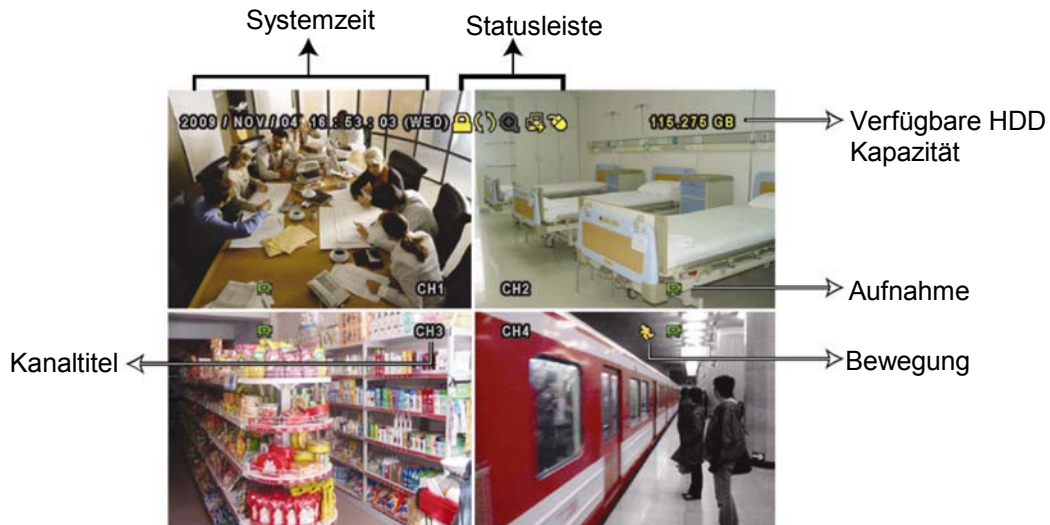 Systemzeit
Statusleiste
2009 / NOV / 04 16 : 53 : 03 (WED)
115.275 GB
Verfügbare HDD
Kapazität
CH1
CH2
Aufnahme
CH3
CH4
Kanaltitel
Bewegung